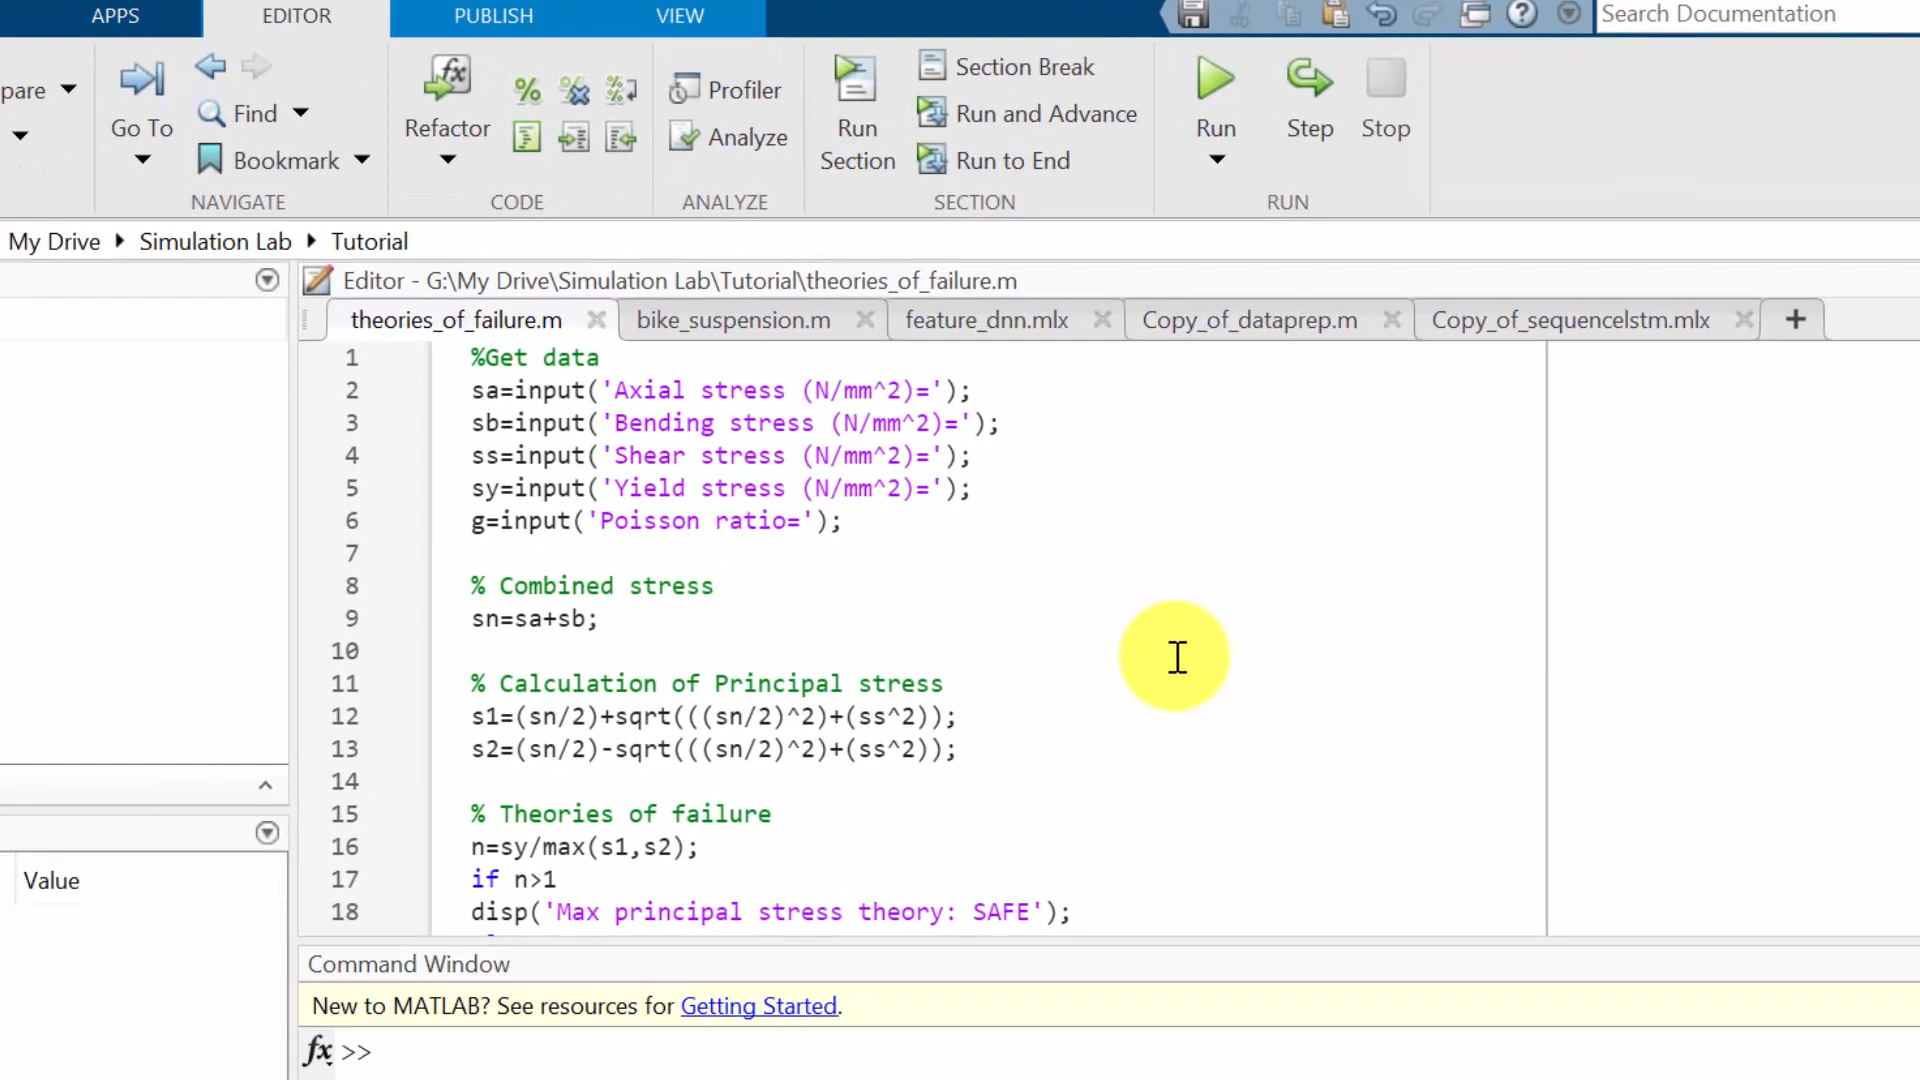 APPS EDITOR PUBLISH VIEW Search Documentation
pare Go To Find Bookmark Refactor Profiler Analyze Run Section Section Break Run and Advance Run to End Run Step Stop
NAVIGATE CODE ANALYZE SECTION RUN
My Drive Simulation Lab Tutorial
Editor - G:\My Drive\Simulation Lab\Tutorial\theories_of_failure.m
theories_of_failure.m bike_suspension.m feature_dnn.mlx Copy_of_dataprep.m Copy_of_sequencelstm.mlx +
1 %Get data
2 sa=input('Axial stress (N/mm^2)=');
3 sb=input('Bending stress (N/mm^2)=');
4 ss=input('Shear stress (N/mm^2)=');
5 sy=input('Yield stress (N/mm^2)=');
6 g=input('Poisson ratio=');
7
8 % Combined stress
9 sn=sa+sb;
10
11 % Calculation of Principal stress
12 s1=(sn/2)+sqrt(((sn/2)^2)+(ss^2));
13 s2=(sn/2)-sqrt(((sn/2)^2)+(ss^2));
14
15 % Theories of failure
16 n=sy/max(s1,s2);
17 if n>1
18 disp('Max principal stress theory: SAFE');
Value
Command Window
New to MATLAB? See resources for Getting Started.
fx >>